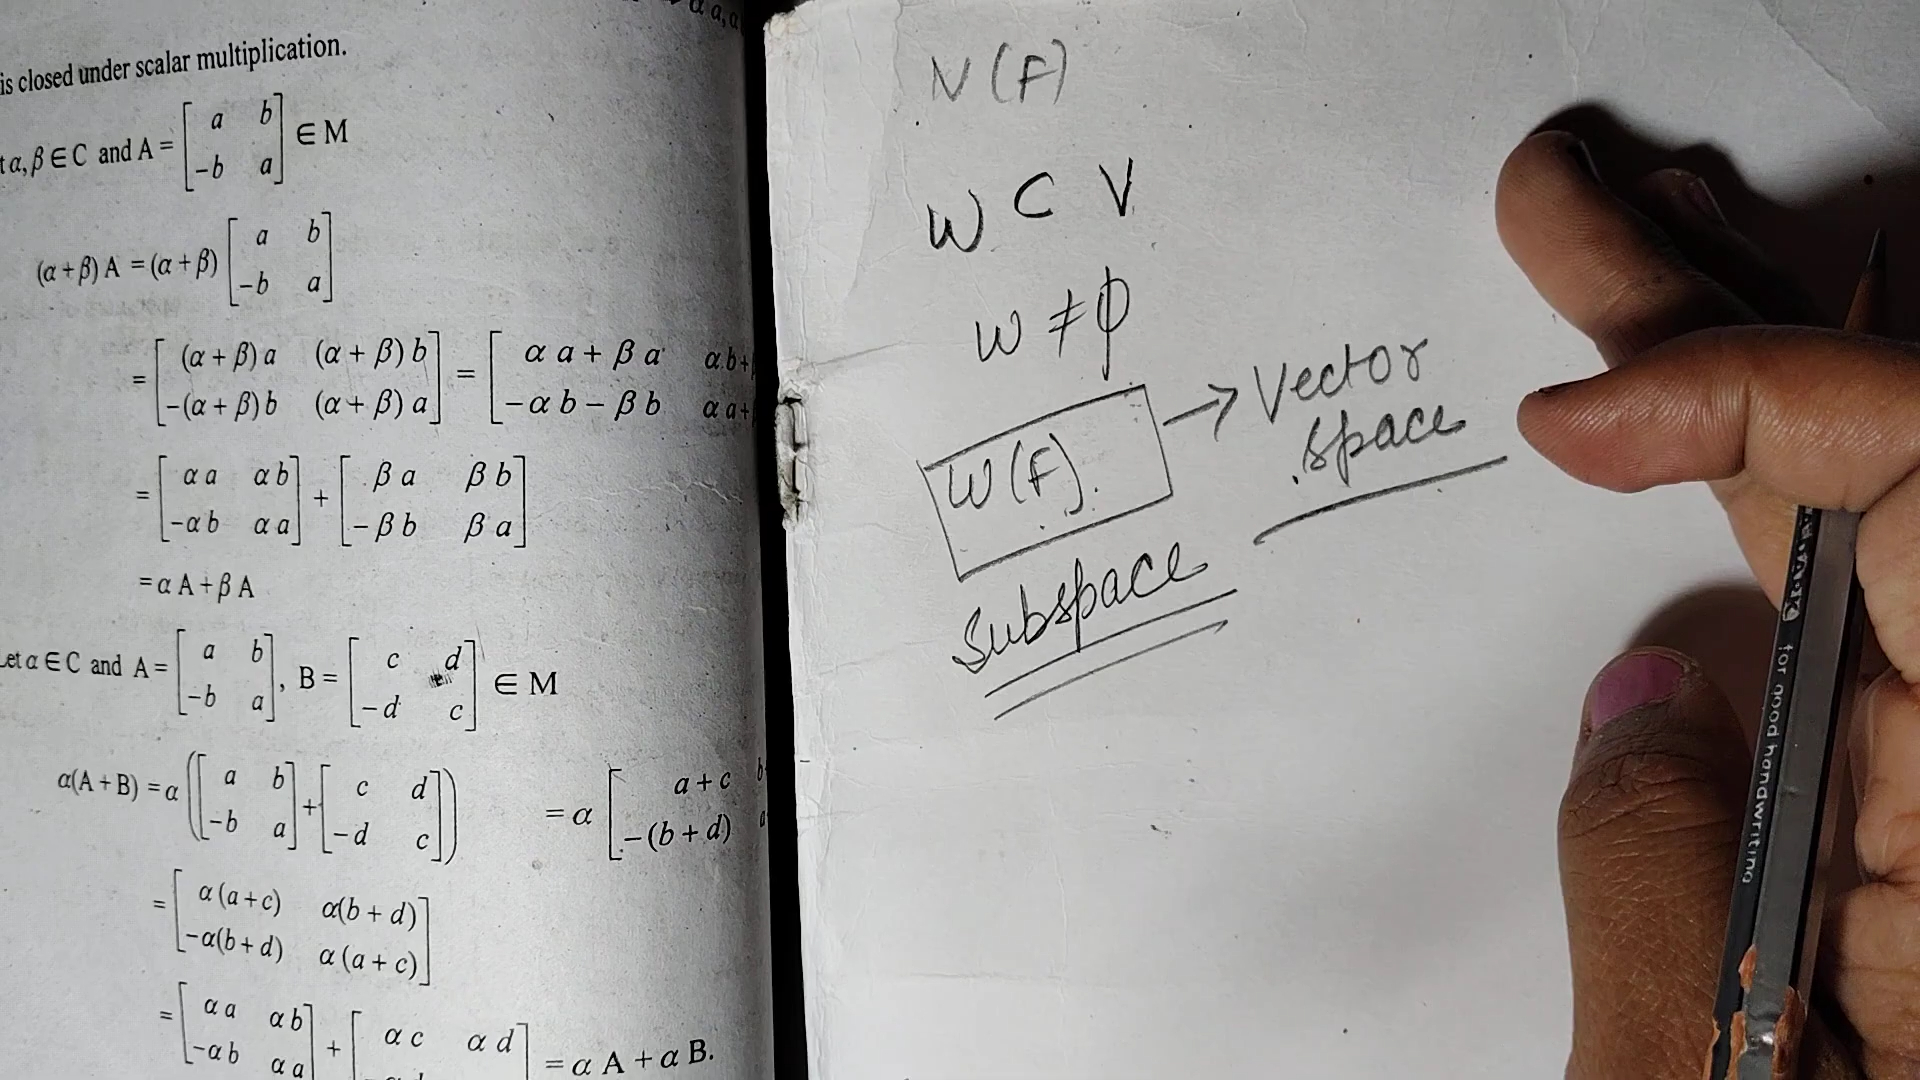 α a, a
is closed under scalar multiplication.
α, β ∈ C and A = [a b; -b a] ∈ M
(α + β) A = (α + β) [a b; -b a]
= [(α + β) a (α + β) b; -(α + β) b (α + β) a] = [α a + β a α b + ; -α b - β b α a +]
= [α a α b; -α b α a] + [β a β b; -β b β a]
= α A + β A
Let α ∈ C and A = [a b; -b a], B = [c d; -d c] ∈ M
α(A + B) = α ([a b; -b a] + [c d; -d c]) = α [a + c b; -(b + d) a]
= [α (a + c) α(b + d); -α(b + d) α (a + c)]
= [α a α b; -α b α a] + [α c α d; -α d
= α A + α B.
V (F)
W ⊂ V
W ≠ ϕ
W (F). → Vector
space
Subspace
for good handwriting